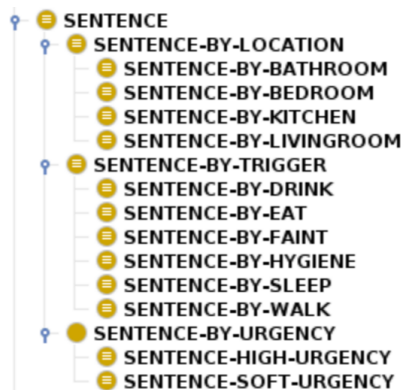 SENTENCE
SENTENCE-BY-LOCATION
SENTENCE-BY-BATHROOM
SENTENCE-BY-BEDROOM
SENTENCE-BY-KITCHEN
SENTENCE-BY-LIVINGROOM
SENTENCE-BY-TRIGGER
SENTENCE-BY-DRINK
SENTENCE-BY-EAT
SENTENCE-BY-FAINT
SENTENCE-BY-HYGIENE
SENTENCE-BY-SLEEP
SENTENCE-BY-WALK
SENTENCE-BY-URGENCY
SENTENCE-HIGH-URGENCY
SENTENCE-SOFT-URGENCY